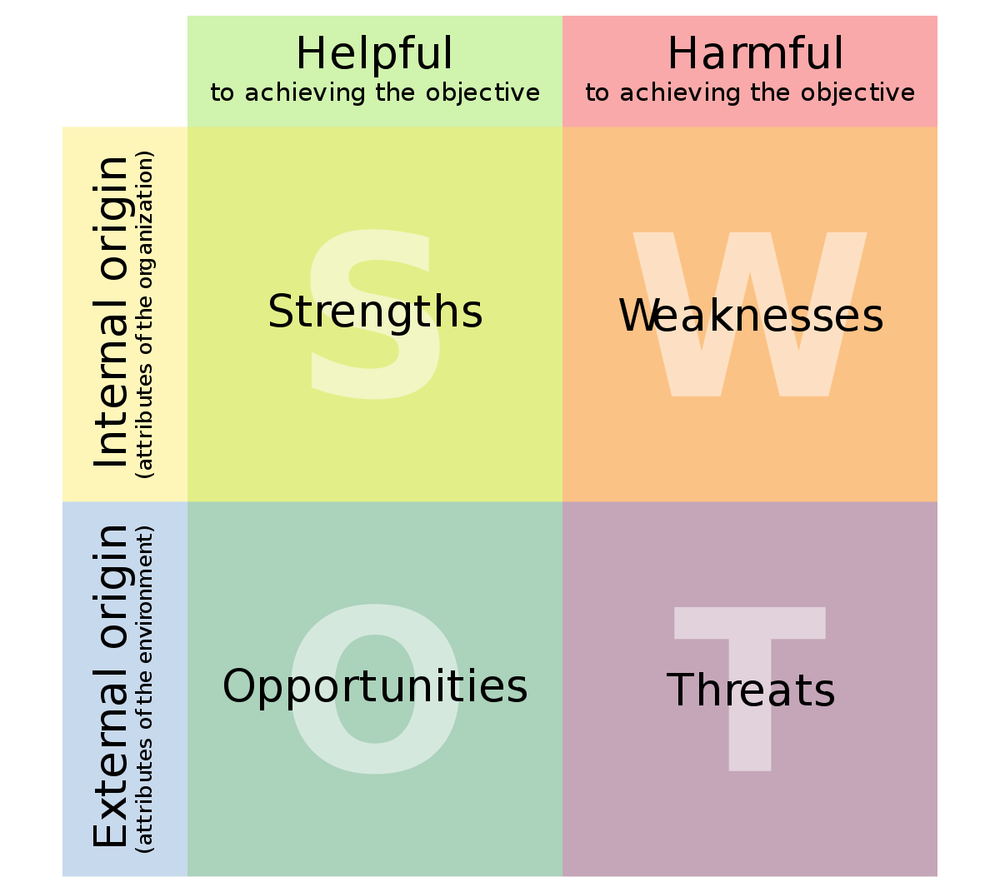 Helpful
to achieving the objective
Harmful
to achieving the objective
Internal origin
(attributes of the organization)
S
Strengths
W
Weaknesses
External origin
(attributes of the environment)
O
Opportunities
T
Threats